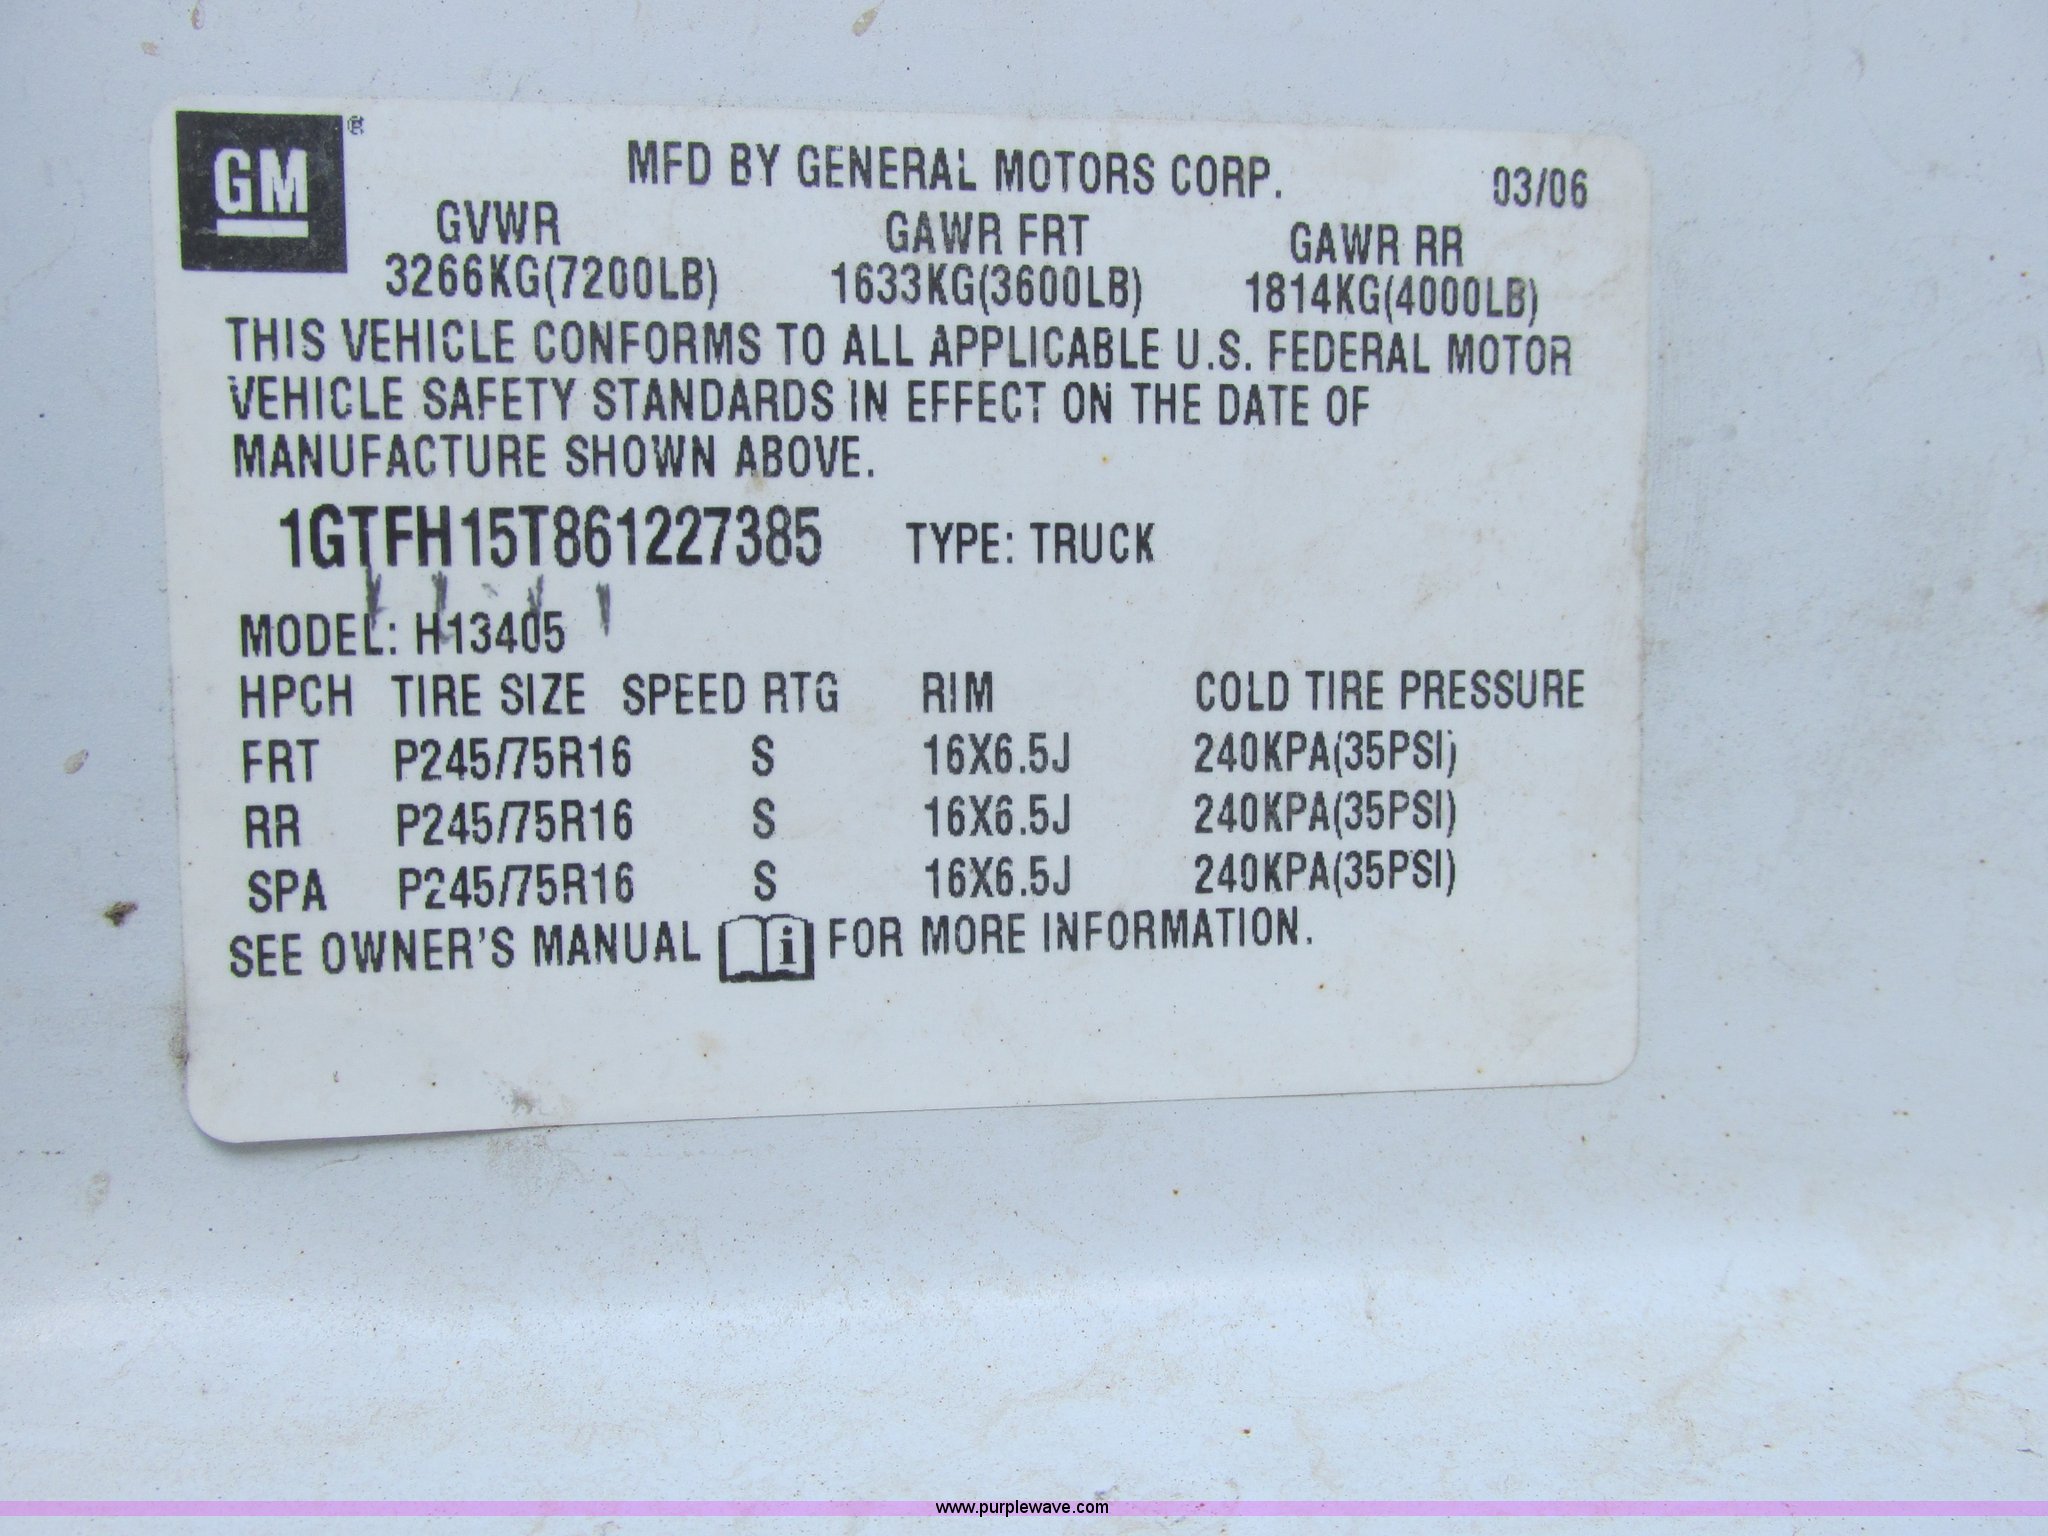 GM®
MFD BY GENERAL MOTORS CORP. 03/06
GVWR GAWR FRT GAWR RR
3266KG(7200LB) 1633KG(3600LB) 1814KG(4000LB)
THIS VEHICLE CONFORMS TO ALL APPLICABLE U.S. FEDERAL MOTOR
VEHICLE SAFETY STANDARDS IN EFFECT ON THE DATE OF
MANUFACTURE SHOWN ABOVE.
1GTFH15T861227385 TYPE: TRUCK
MODEL: H13405
HPCH TIRE SIZE SPEED RTG RIM COLD TIRE PRESSURE
FRT P245/75R16 S 16X6.5J 240KPA(35PSI)
RR P245/75R16 S 16X6.5J 240KPA(35PSI)
SPA P245/75R16 S 16X6.5J 240KPA(35PSI)
SEE OWNER'S MANUAL i FOR MORE INFORMATION.
www.purplewave.com